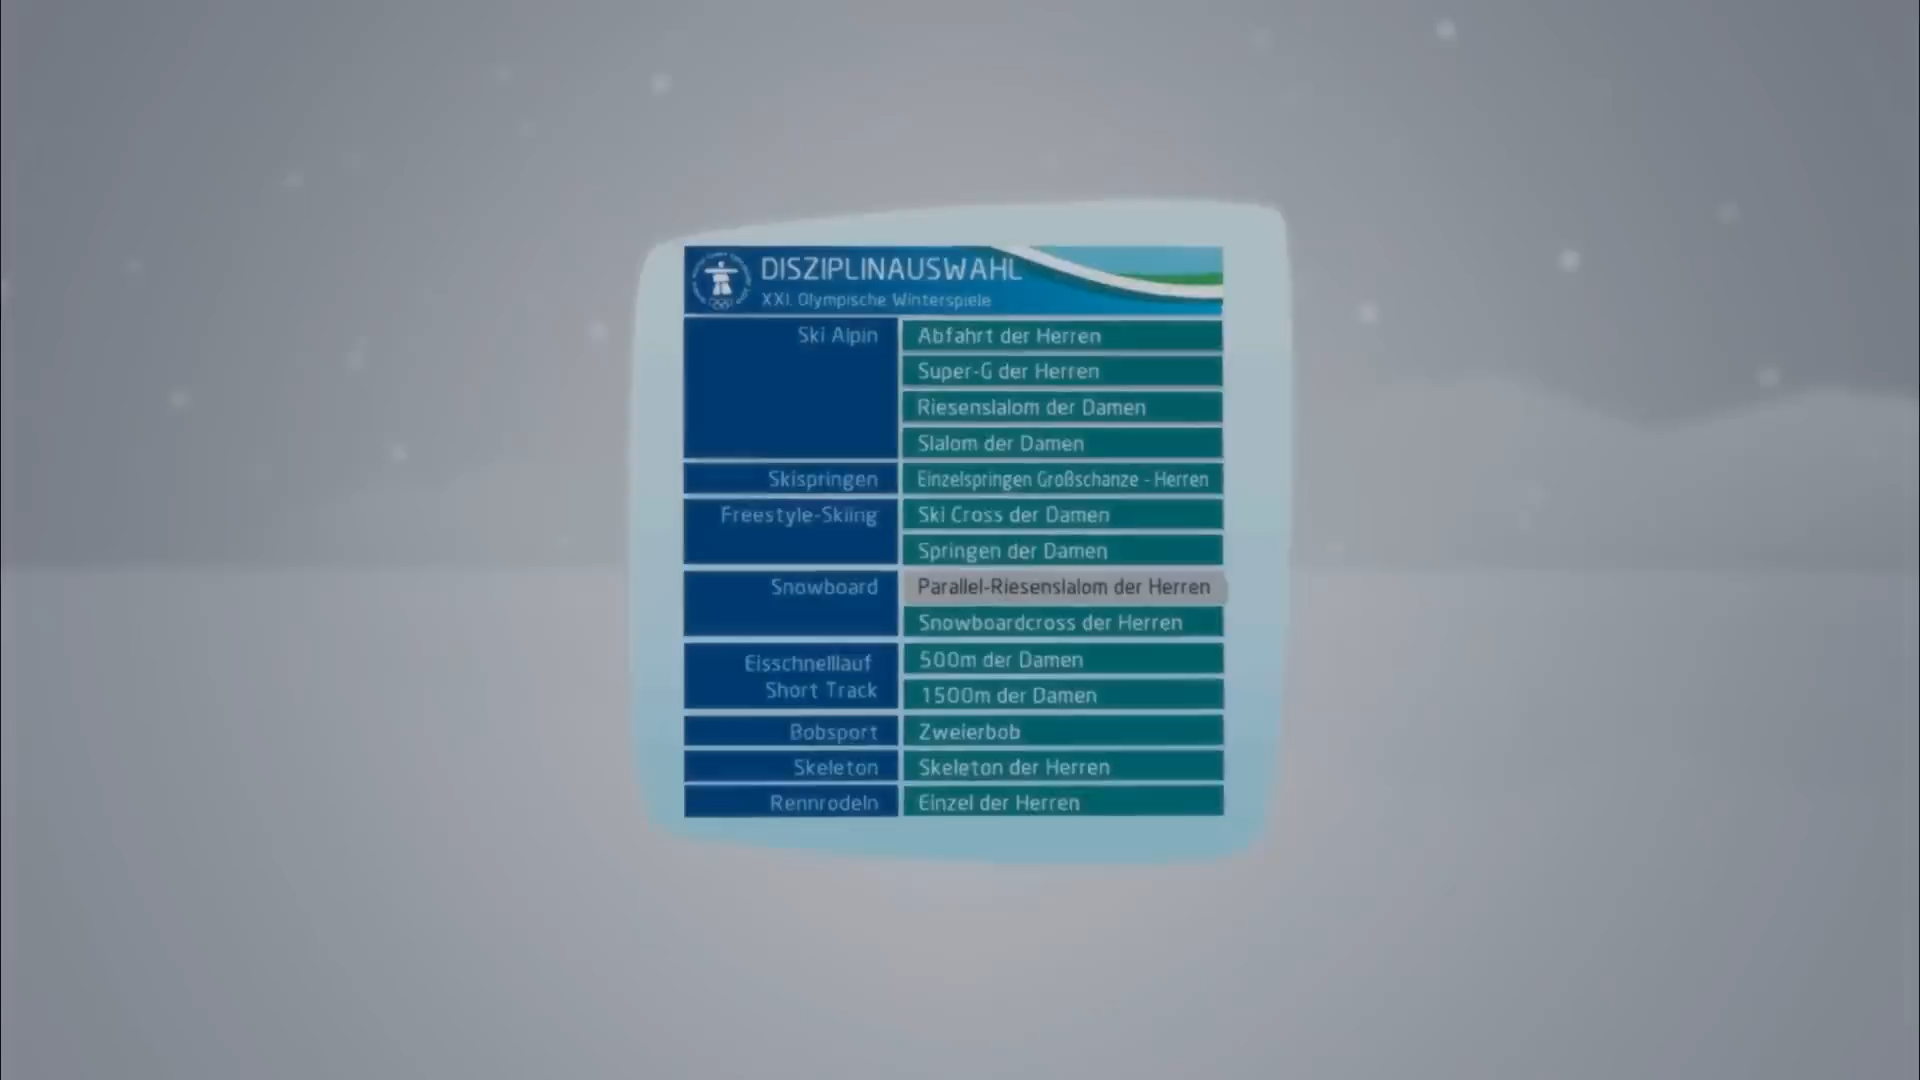 DISZIPLINAUSWAHL
XXI. Olympische Winterspiele
Ski Alpin
Abfahrt der Herren
Super-G der Herren
Riesenslalom der Damen
Slalom der Damen
Skispringen
Einzelspringen Großschanze - Herren
Freestyle-Skiing
Ski Cross der Damen
Springen der Damen
Snowboard
Parallel-Riesenslalom der Herren
Snowboardcross der Herren
Eisschnelllauf
Short Track
500m der Damen
1500m der Damen
Bobsport
Zweierbob
Skeleton
Skeleton der Herren
Rennrodeln
Einzel der Herren